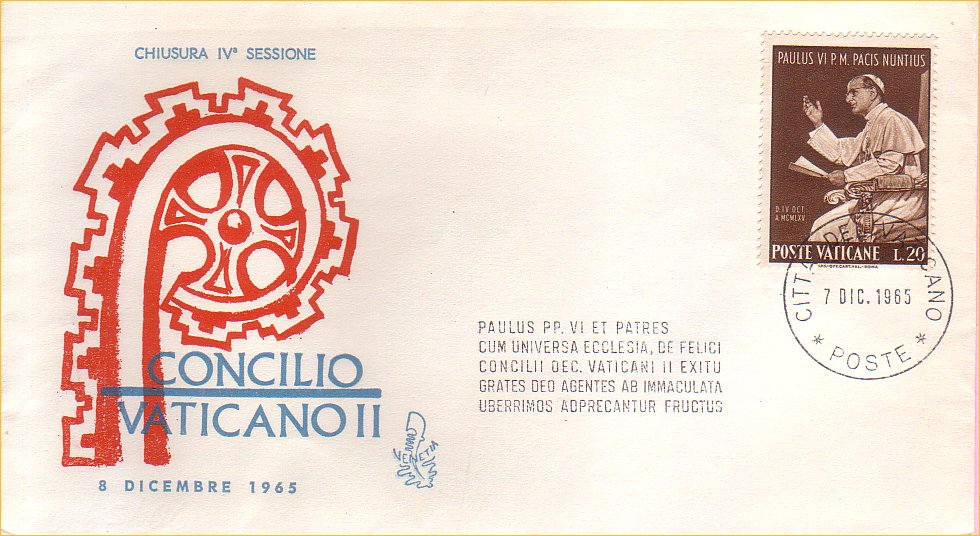 CHIUSURA IVª SESSIONE
CONCILIO
VATICANO II
8 DICEMBRE 1965
VENETIA
PAULUS PP. VI ET PATRES
CUM UNIVERSA ECCLESIA, DE FELICI
CONCILII OEC. VATICANI II EXITU
GRATES DEO AGENTES AB IMMACULATA
UBERRIMOS ADPRECANTUR FRUCTUS
PAULUS VI P. M. PACIS NUNTIUS
D. IV OCT
A MCMLXV
POSTE VATICANE L.20
CITTA DEL VATICANO
7 DIC. 1965
* POSTE *